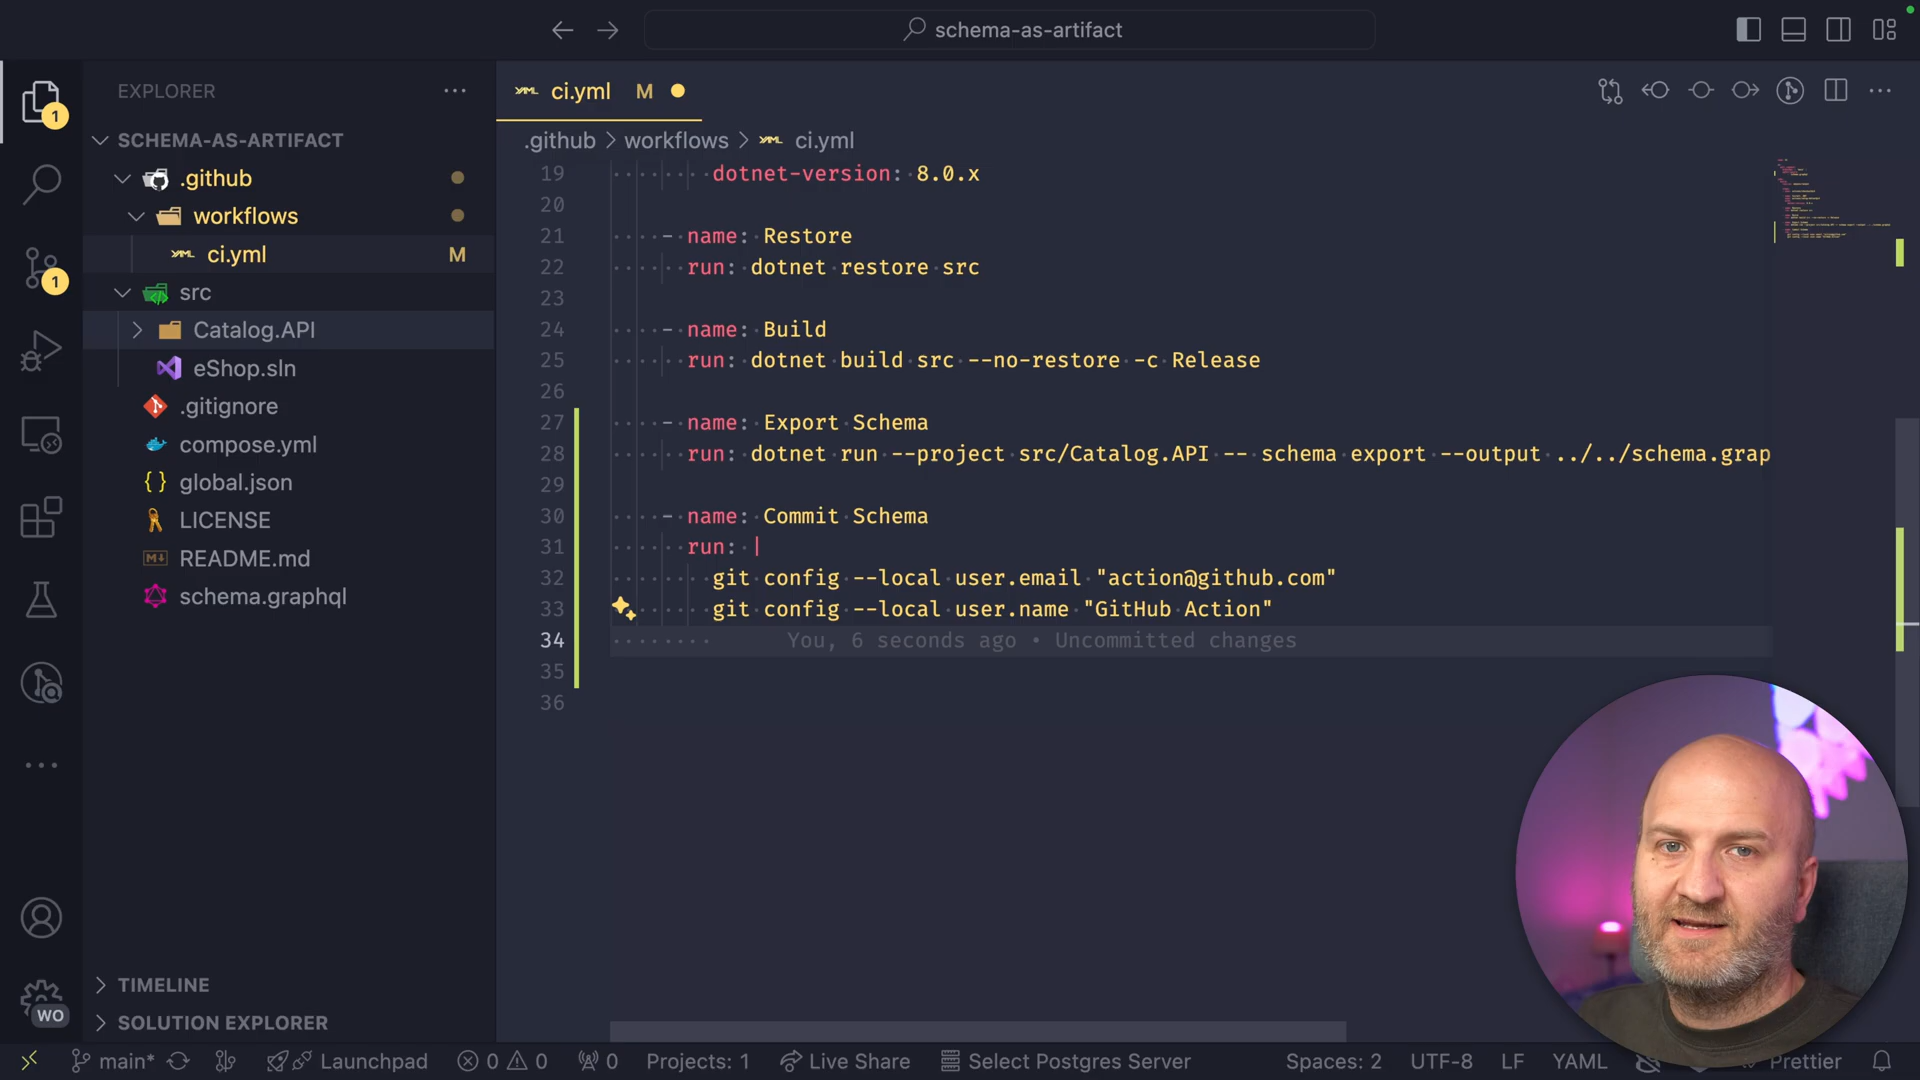 schema-as-artifact
EXPLORER
SCHEMA-AS-ARTIFACT
.github
workflows
ci.yml M
src
Catalog.API
eShop.sln
.gitignore
compose.yml
global.json
LICENSE
README.md
schema.graphql
TIMELINE
SOLUTION EXPLORER
1
1
WO
ci.yml M
.github > workflows > ci.yml
19 dotnet-version: 8.0.x
20
21 - name: Restore
22 run: dotnet restore src
23
24 - name: Build
25 run: dotnet build src --no-restore -c Release
26
27 - name: Export Schema
28 run: dotnet run --project src/Catalog.API -- schema export --output ../../schema.grap
29
30 - name: Commit Schema
31 run: |
32 git config --local user.email "action@github.com"
33 git config --local user.name "GitHub Action"
34 You, 6 seconds ago • Uncommitted changes
35
36
main* Launchpad 0 0 0 Projects: 1 Live Share Select Postgres Server Spaces: 2 UTF-8 LF YAML Prettier